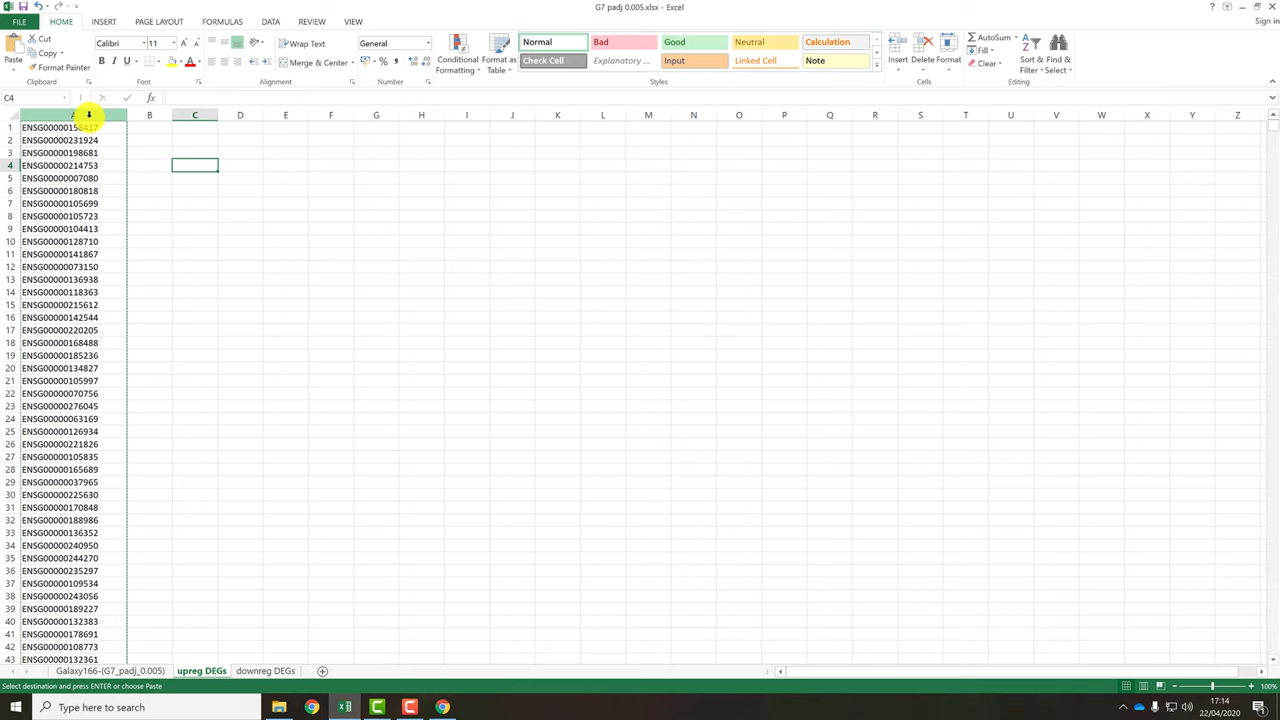 G7 padj 0.005.xlsx - Excel
Sign in
FILE HOME INSERT PAGE LAYOUT FORMULAS DATA REVIEW VIEW
Paste Cut Calibri 11 Wrap Text General Conditional Formatting Format as Table Normal Bad Good Neutral Calculation Insert Delete Format AutoSum Sort & Filter Find & Select
Copy B I U Merge & Center % Check Cell Explanatory ... Input Linked Cell Note Fill
Format Painter Clear
Clipboard Font Alignment Number Styles Cells Editing
C4 fx
A B C D E F G H I J K L M N O P Q R S T U V W X Y Z
1 ENSG00000158417
2 ENSG00000231924
3 ENSG00000198681
4 ENSG00000214753
5 ENSG00000007080
6 ENSG00000180818
7 ENSG00000105699
8 ENSG00000105723
9 ENSG00000104413
10 ENSG00000128710
11 ENSG00000141867
12 ENSG00000073150
13 ENSG00000136938
14 ENSG00000118363
15 ENSG00000215612
16 ENSG00000142544
17 ENSG00000220205
18 ENSG00000168488
19 ENSG00000185236
20 ENSG00000134827
21 ENSG00000105997
22 ENSG00000070756
23 ENSG00000276045
24 ENSG00000063169
25 ENSG00000126934
26 ENSG00000221826
27 ENSG00000105835
28 ENSG00000165689
29 ENSG00000037965
30 ENSG00000225630
31 ENSG00000170848
32 ENSG00000188986
33 ENSG00000136352
34 ENSG00000240950
35 ENSG00000244270
36 ENSG00000235297
37 ENSG00000109534
38 ENSG00000243056
39 ENSG00000189227
40 ENSG00000132383
41 ENSG00000178691
42 ENSG00000108773
43 ENSG00000132361
Galaxy166-(G7_padj_0.005) upreg DEGs downreg DEGs
Select destination and press ENTER or choose Paste 100%
Type here to search 17:14
22/04/2020